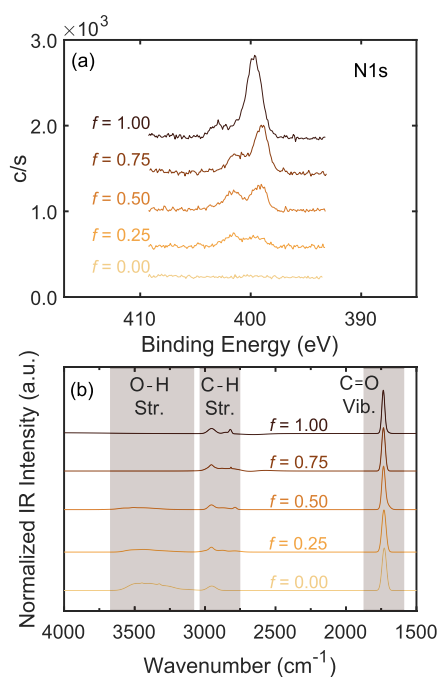 ×10³
3.0
(a)
N1s
f = 1.00
2.0
f = 0.75
c/s
f = 0.50
1.0
f = 0.25
f = 0.00
0.0
410 400 390
Binding Energy (eV)
(b)
O-H
Str.
C-H
Str.
C=O
Vib.
f = 1.00
f = 0.75
f = 0.50
f = 0.25
f = 0.00
Normalized IR Intensity (a.u.)
4000 3500 3000 2500 2000 1500
Wavenumber (cm⁻¹)